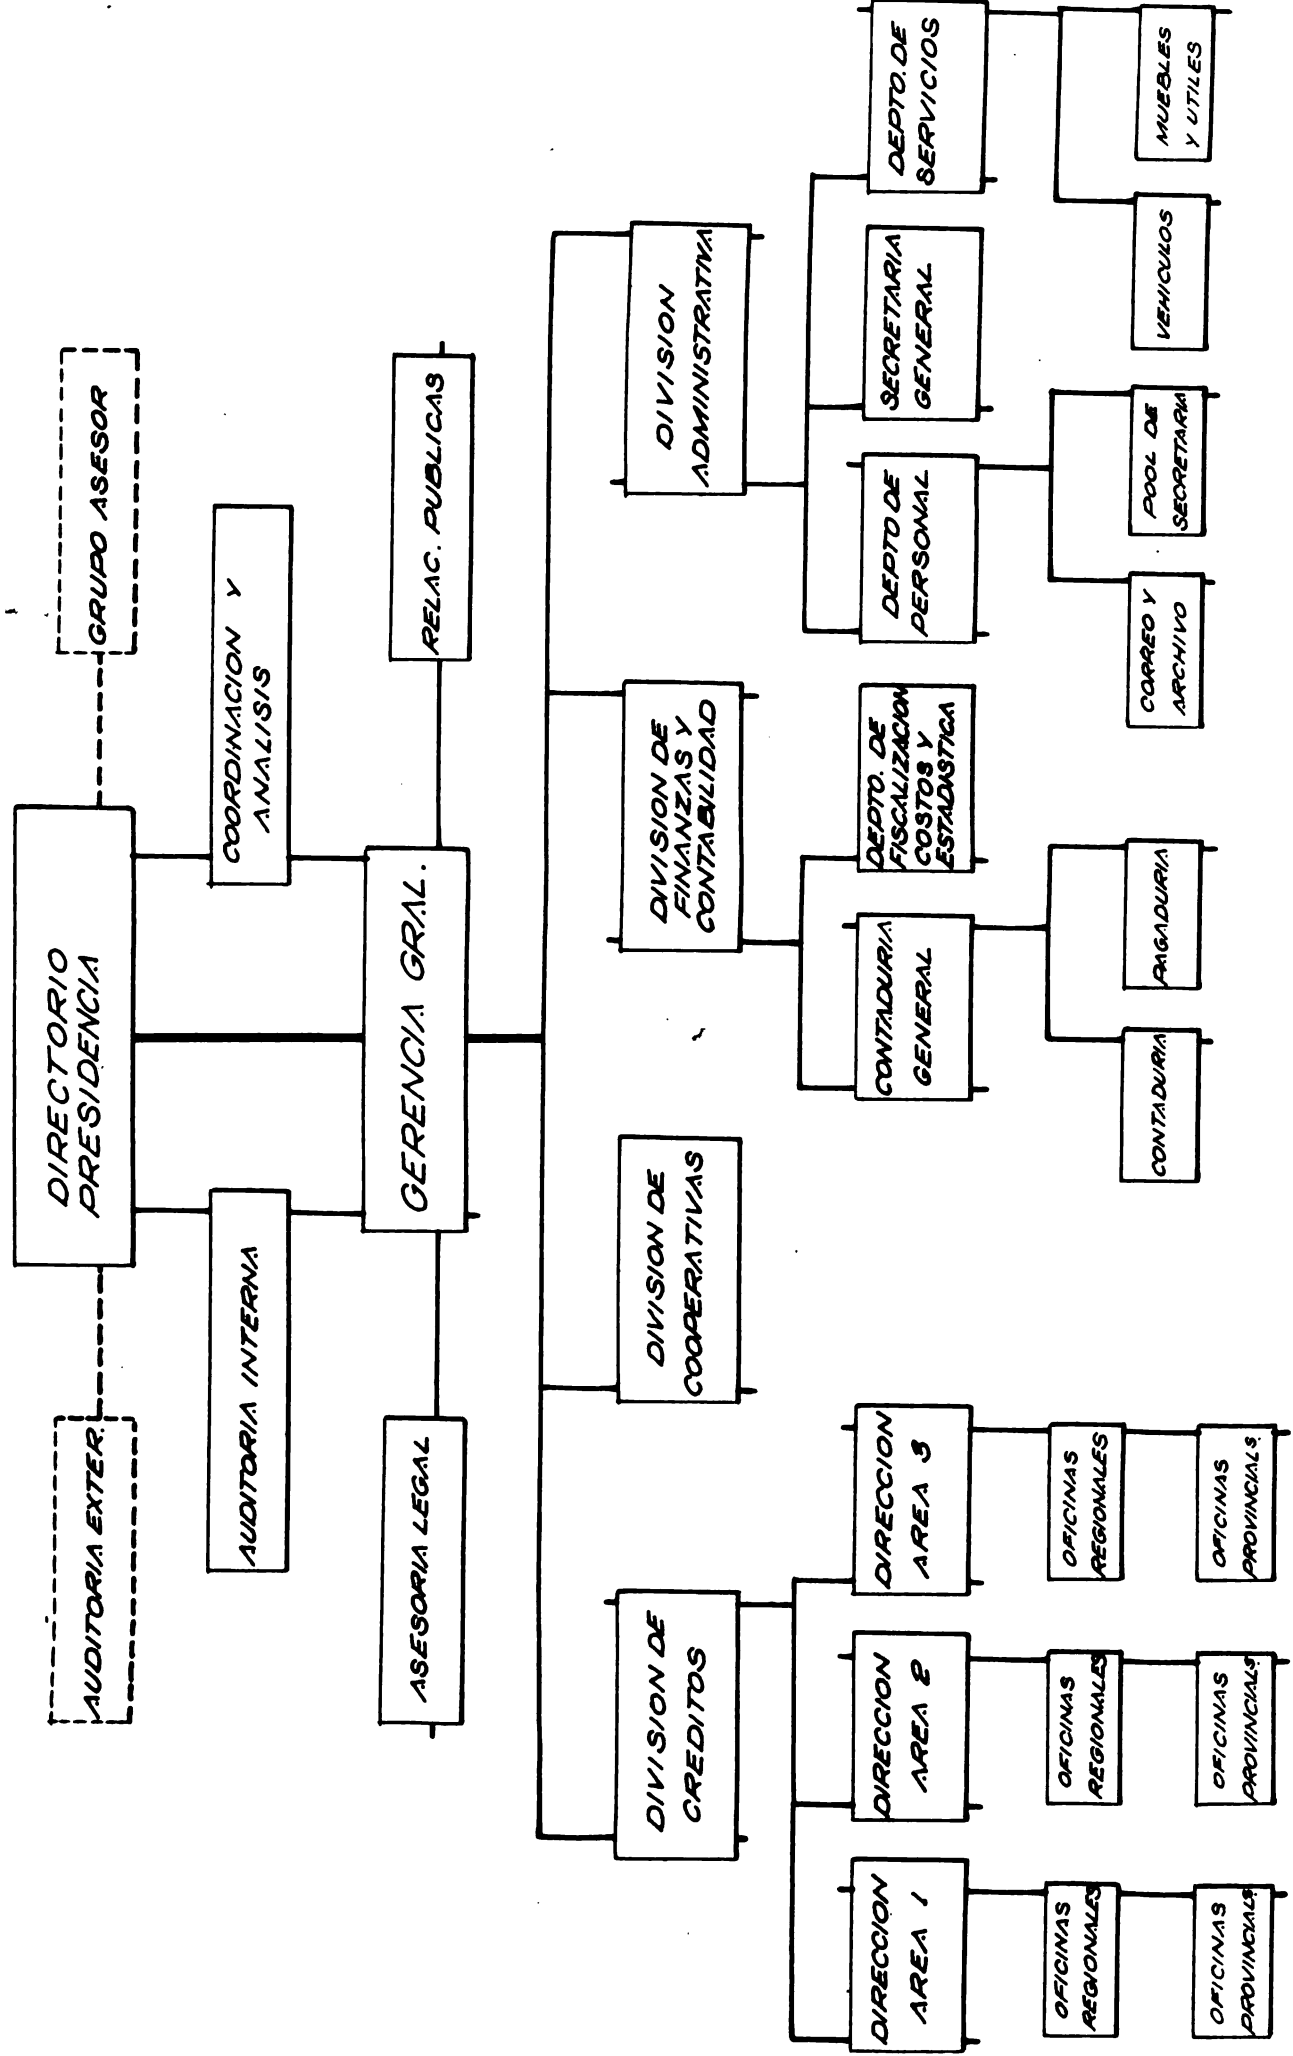 DIRECTORIO
PRESIDENCIA
AUDITORIA EXTER.
GRUPO ASESOR
AUDITORIA INTERNA
COORDINACION Y
ANALISIS
GERENCIA GRAL.
ASESORIA LEGAL
RELAC. PUBLICAS
DIVISION DE
CREDITOS
DIVISION DE
COOPERATIVAS
DIVISION DE
FINANZAS Y
CONTABILIDAD
DIVISION
ADMINISTRATIVA
DIRECCION
AREA 1
DIRECCION
AREA 2
DIRECCION
AREA 3
CONTADURIA
GENERAL
DEPTO. DE
FISCALIZACION
COSTOS Y
ESTADASTICA
DEPTO DE
PERSONAL
SECRETARIA
GENERAL
DEPTO. DE
SERVICIOS
OFICINAS
REGIONALES
OFICINAS
REGIONALES
OFICINAS
REGIONALES
OFICINAS
PROVINCIALS.
OFICINAS
PROVINCIALS.
OFICINAS
PROVINCIALS.
CONTADURIA
PAGADURIA
CORREO Y
ARCHIVO
POOL DE
SECRETARIA
VEHICULOS
MUEBLES
Y UTILES